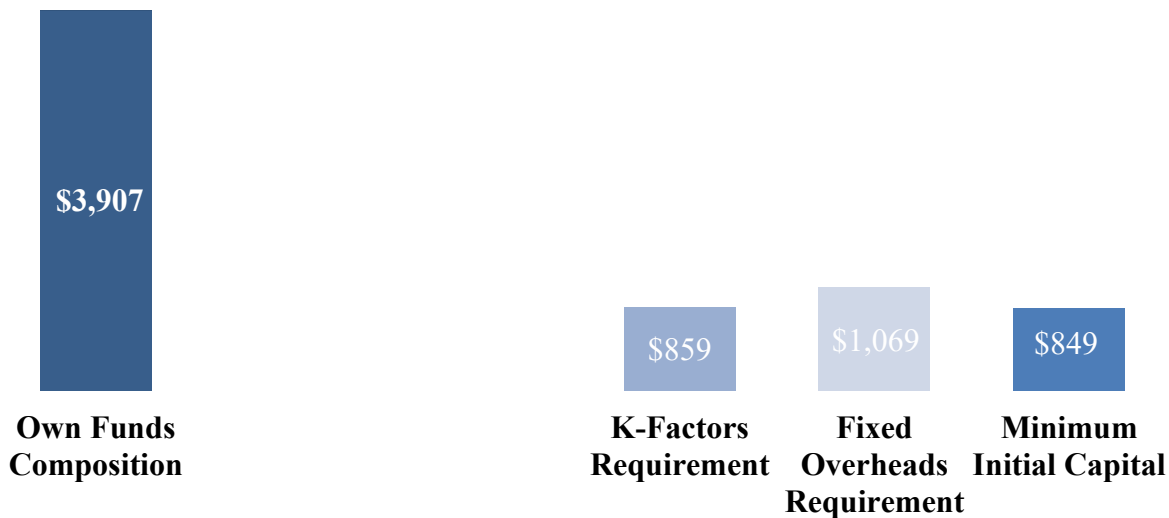 $3,907
$859
$1,069
$849
Own Funds
Composition
K-Factors
Requirement
Fixed
Overheads
Requirement
Minimum
Initial Capital